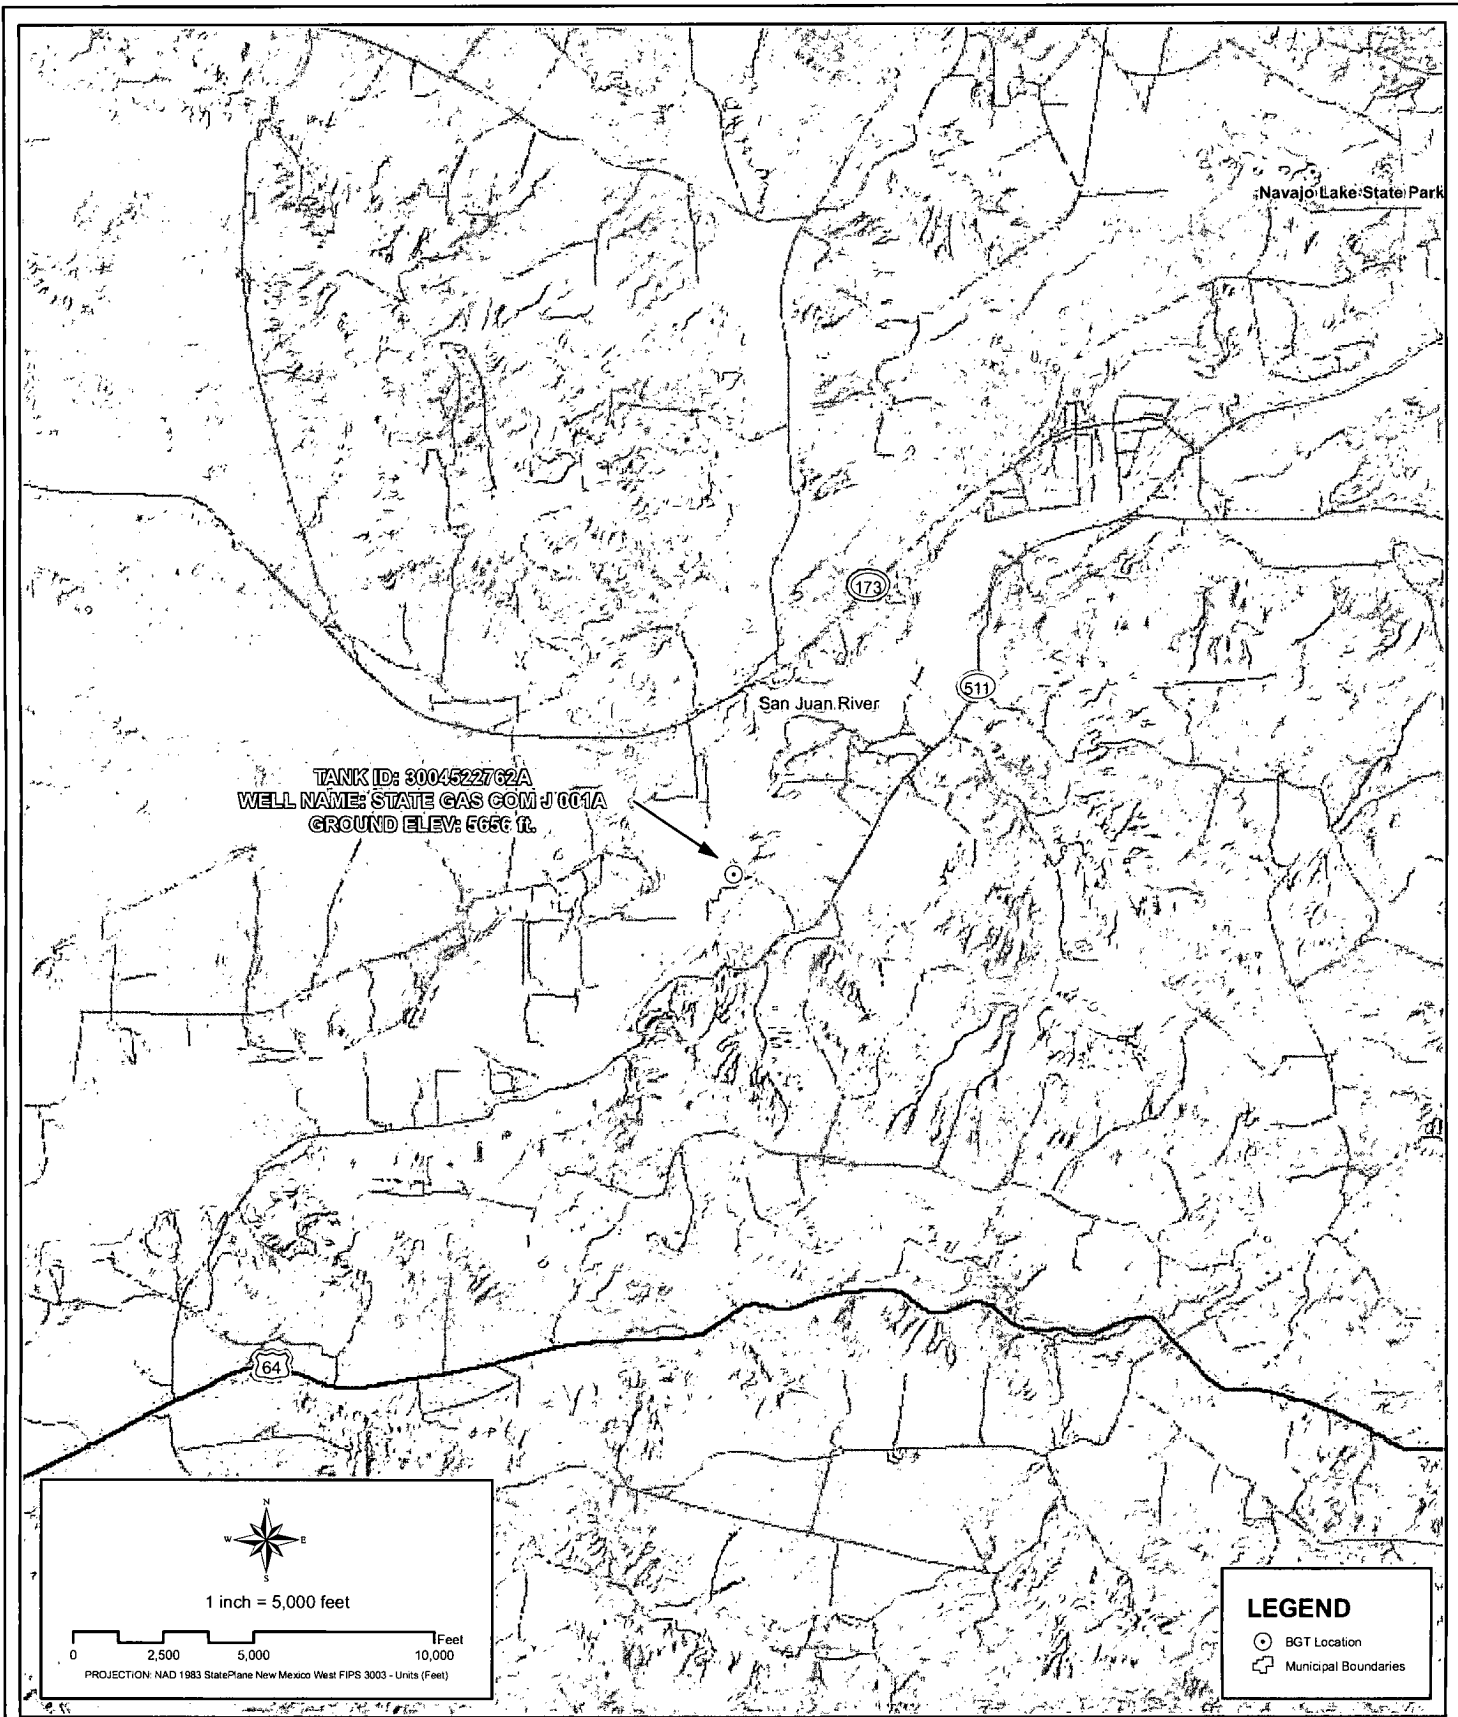 Navajo Lake State Park
173
511
San Juan River
TANK ID: 3004522762A
WELL NAME: STATE GAS COM J 001A
GROUND ELEV: 5656 ft.
64
N
W E
S
1 inch = 5,000 feet
Feet
0 2,500 5,000 10,000
PROJECTION: NAD 1983 StatePlane New Mexico West FIPS 3003 - Units (Feet)
LEGEND
BGT Location
Municipal Boundaries